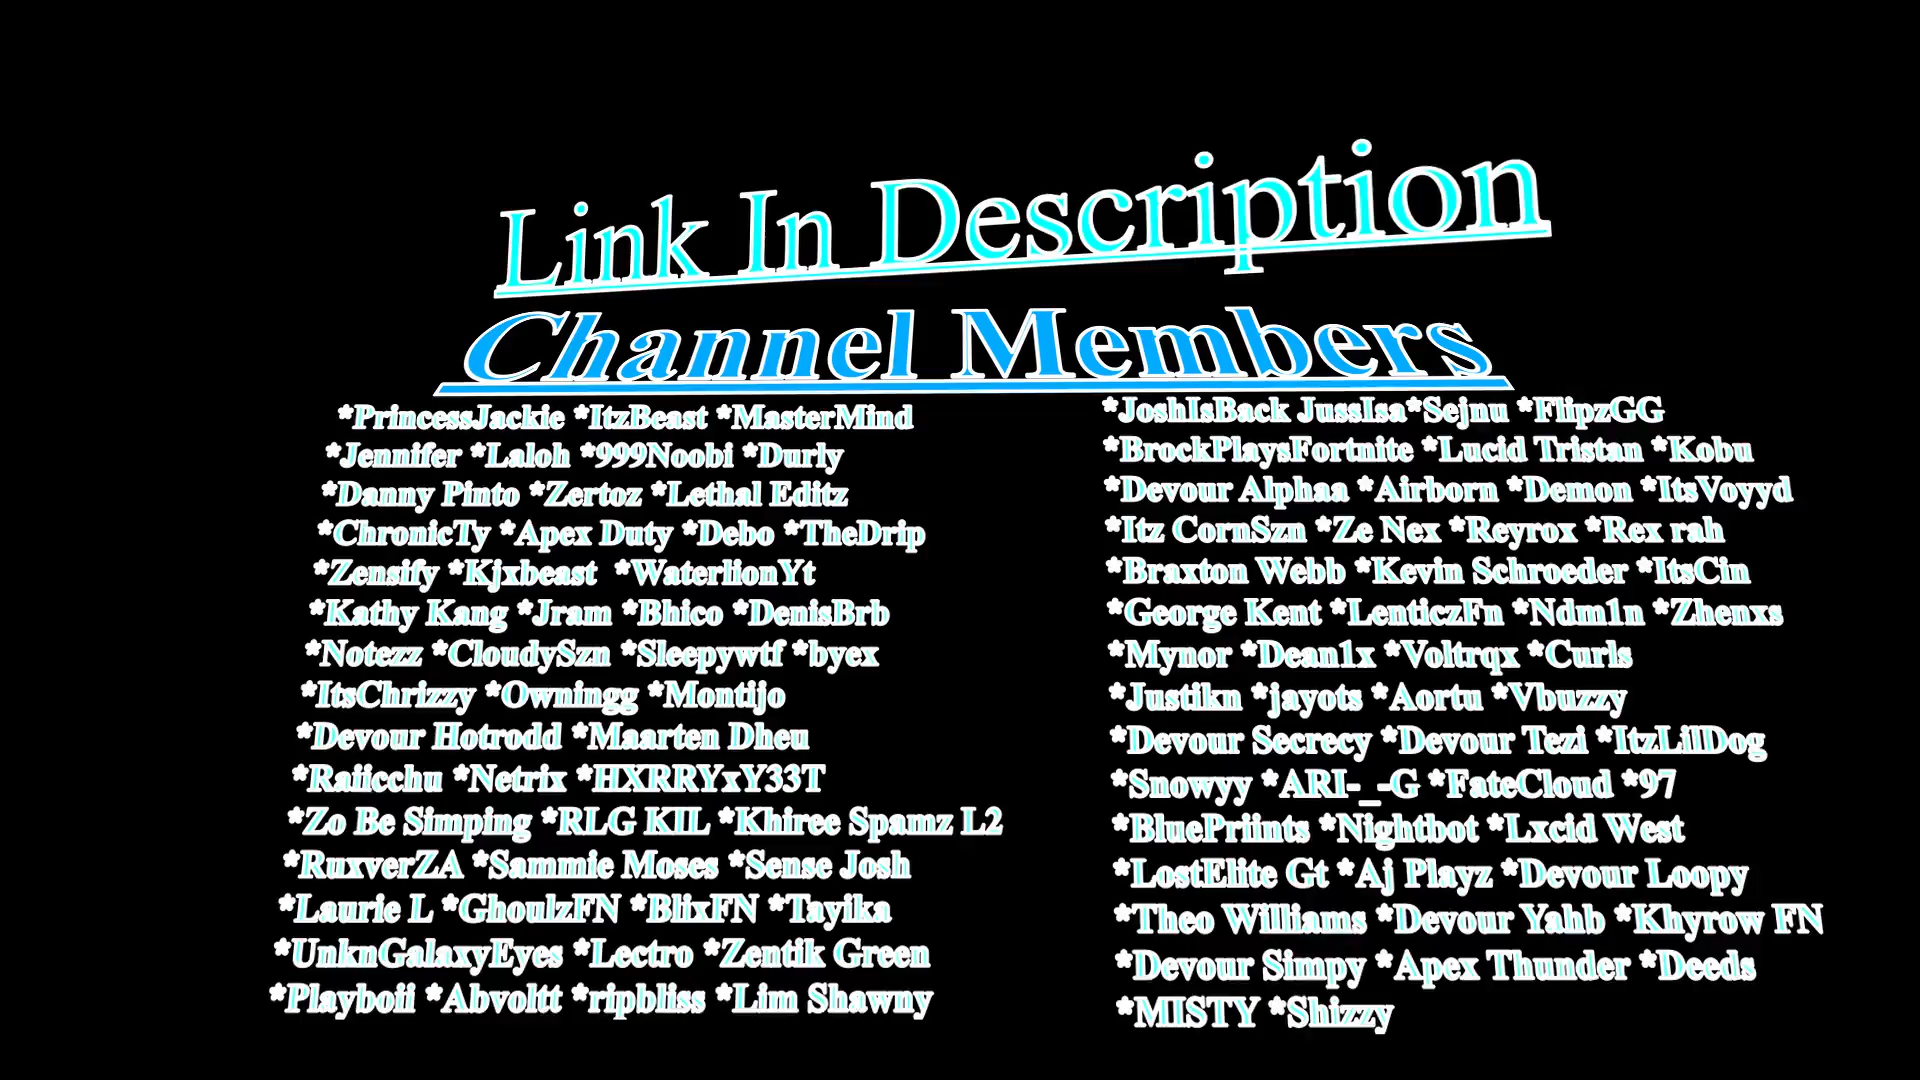 Link In Description
Channel Members
*PrincessJackie *ItzBeast *MasterMind
*Jennifer *Laloh *999Noobi *Durly
*Danny Pinto *Zertoz *Lethal Editz
*ChronicTy *Apex Duty *Debo *TheDrip
*Zensify *Kjxbeast  *WaterlionYt
*Kathy Kang *Jram *Bhico *DenisBrb
*Notezz *CloudySzn *Sleepywtf *byex
*ItsChrizzy *Owningg *Montijo
*Devour Hotrodd *Maarten Dheu
*Raiicchu *Netrix *HXRRYxY33T
*Zo Be Simping *RLG KIL *Khiree Spamz L2
*RuxverZA *Sammie Moses *Sense Josh
*Laurie L *GhoulzFN *BlixFN *Tayika
*UnknGalaxyEyes *Lectro *Zentik Green
*Playboii *Abvoltt *ripbliss *Lim Shawny
*JoshIsBack JussIsa*Sejnu *FlipzGG
*BrockPlaysFortnite *Lucid Tristan *Kobu
*Devour Alphaa *Airborn *Demon *ItsVoyyd
*Itz CornSzn *Ze Nex *Reyrox *Rex rah
*Braxton Webb *Kevin Schroeder *ItsCin
*George Kent *LenticzFn *Ndm1n *Zhenxs
*Mynor *Dean1x *Voltrqx *Curls
*Justikn *jayots *Aortu *Vbuzzy
*Devour Secrecy *Devour Tezi *ItzLilDog
*Snowyy *ARI-_-G *FateCloud *97
*BluePriints *Nightbot *Lxcid West
*LostElite Gt *Aj Playz *Devour Loopy
*Theo Williams *Devour Yahb *Khyrow FN
*Devour Simpy *Apex Thunder *Deeds
*MISTY *Shizzy